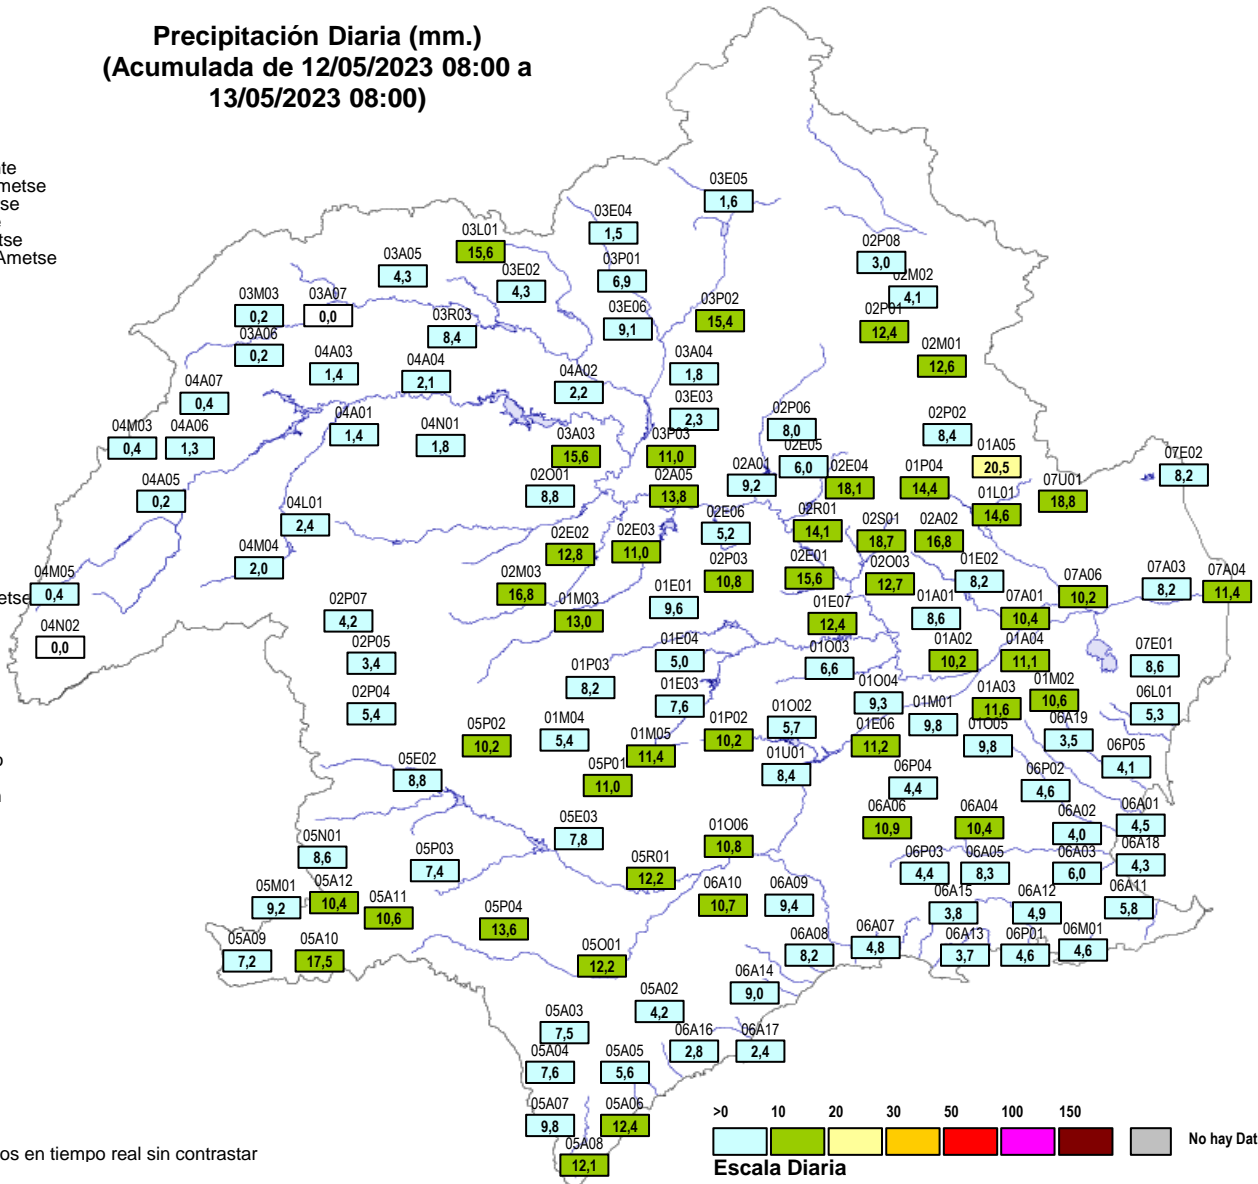 Precipitación Diaria (mm.)
(Acumulada de 12/05/2023 08:00 a
13/05/2023 08:00)
03E05
1,6
03E04
1,5
03L01
15,6
03A05
4,3
03E02
4,3
03P01
6,9
02P08
3,0
02M02
4,1
03M03
0,2
03A07
0,0
03R03
8,4
03E06
9,1
03P02
15,4
02P01
12,4
03A06
0,2
04A03
1,4
04A04
2,1
04A02
2,2
03A04
1,8
02M01
12,6
04A07
0,4
03E03
2,3
04M03
0,4
04A06
1,3
04A01
1,4
04N01
1,8
03A03
15,6
03P03
11,0
02P06
8,0
02P02
8,4
02E05
6,0
01A05
20,5
07E02
8,2
04A05
0,2
02O01
8,8
02A05
13,8
02A01
9,2
02E04
18,1
01P04
14,4
07U01
18,8
04L01
2,4
01L01
14,6
02E06
5,2
02R01
14,1
02S01
18,7
02A02
16,8
04M04
2,0
02E02
12,8
02E03
11,0
04M05
0,4
etse
02M03
16,8
02P03
10,8
02E01
15,6
02O03
12,7
01E02
8,2
07A06
10,2
07A03
8,2
07A04
11,4
01M03
13,0
01E01
9,6
01E07
12,4
01A01
8,6
07A01
10,4
02P07
4,2
04N02
0,0
02P05
3,4
01E04
5,0
01O03
6,6
01A02
10,2
01A04
11,1
07E01
8,6
01P03
8,2
02P04
5,4
01E03
7,6
01O04
9,3
01M01
9,8
01A03
11,6
01M02
10,6
06L01
5,3
05P02
10,2
01M04
5,4
01M05
11,4
01P02
10,2
01O02
5,7
01E06
11,2
01O05
9,8
06A19
3,5
06P05
4,1
05E02
8,8
05P01
11,0
01U01
8,4
06P04
4,4
06P02
4,6
05E03
7,8
01O06
10,8
06A06
10,9
06A04
10,4
06A02
4,0
06A01
4,5
05N01
8,6
05P03
7,4
05R01
12,2
06P03
4,4
06A05
8,3
06A03
6,0
06A18
4,3
05M01
9,2
05A12
10,4
05A11
10,6
06A10
10,7
06A09
9,4
06A15
3,8
06A12
4,9
06A11
5,8
05P04
13,6
05A09
7,2
05A10
17,5
05O01
12,2
06A08
8,2
06A07
4,8
06A13
3,7
06P01
4,6
06M01
4,6
05A02
4,2
06A14
9,0
05A03
7,5
06A16
2,8
06A17
2,4
05A04
7,6
05A05
5,6
05A07
9,8
05A06
12,4
05A08
12,1
>0 10 20 30 50 100 150
No hay Dat
Escala Diaria
os en tiempo real sin contrastar